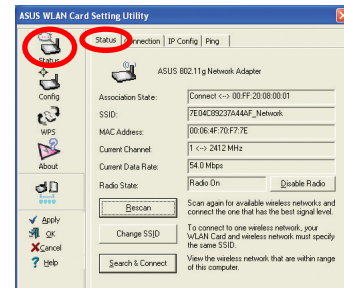 ASUS WLAN Card Setting Utility
Status
Config
WPS
About
Apply
OK
Cancel
Help
Status Connection IP Config Ping
ASUS 802.11g Network Adapter
Association State: Connect <--> 00:FF:20:08:00:01
SSID: 7E04C89237A44AF_Network
MAC Address: 00:06:4F:70:F7:7E
Current Channel: 1 <--> 2412 MHz
Current Data Rate: 54.0 Mbps
Radio State: Radio On Disable Radio
Rescan Scan again for available wireless networks and
connect the one that has the best signal level.
Change SSID To connect to one wireless network, your
WLAN Card and wireless network must specify
the same SSID.
Search & Connect View the wireless network that are within range
of this computer.